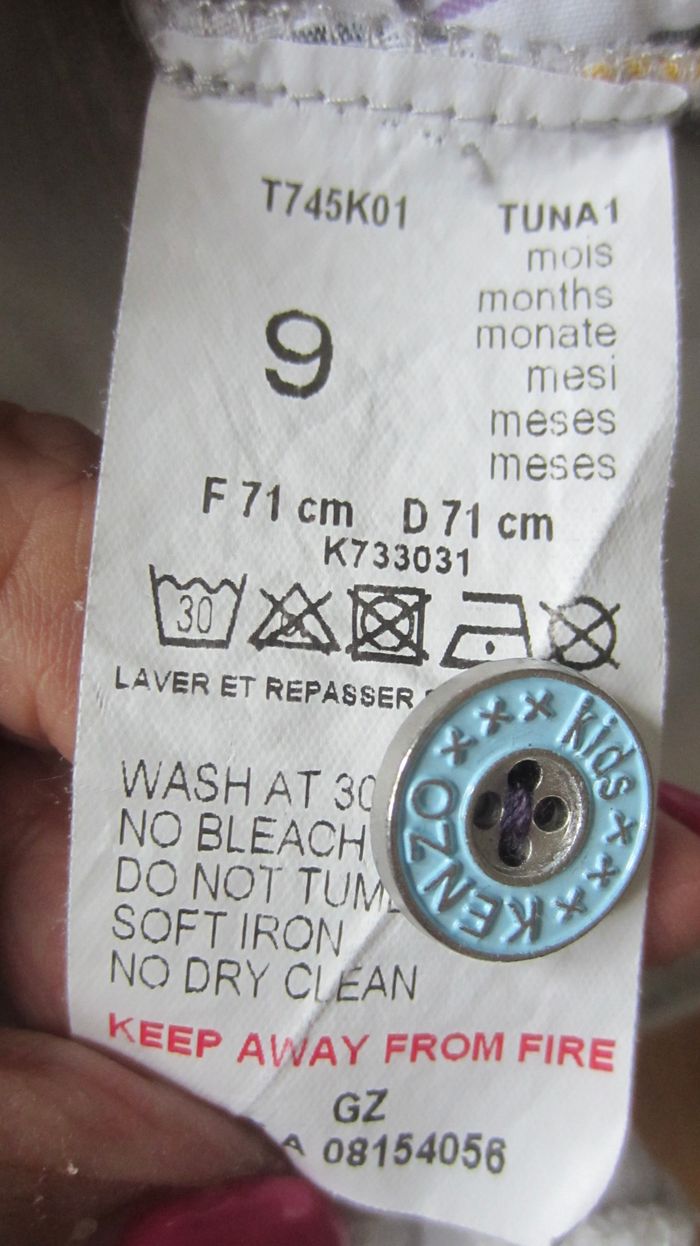 T745K01 TUNA1
mois
months
9 monate
mesi
meses
meses
F 71 cm D 71 cm
K733031
30
LAVER ET REPASSER
WASH AT 30
NO BLEACH
DO NOT
SOFT IRON
NO DRY CLEAN
KENZO kids
KEEP AWAY FROM FIRE
GZ
08154056